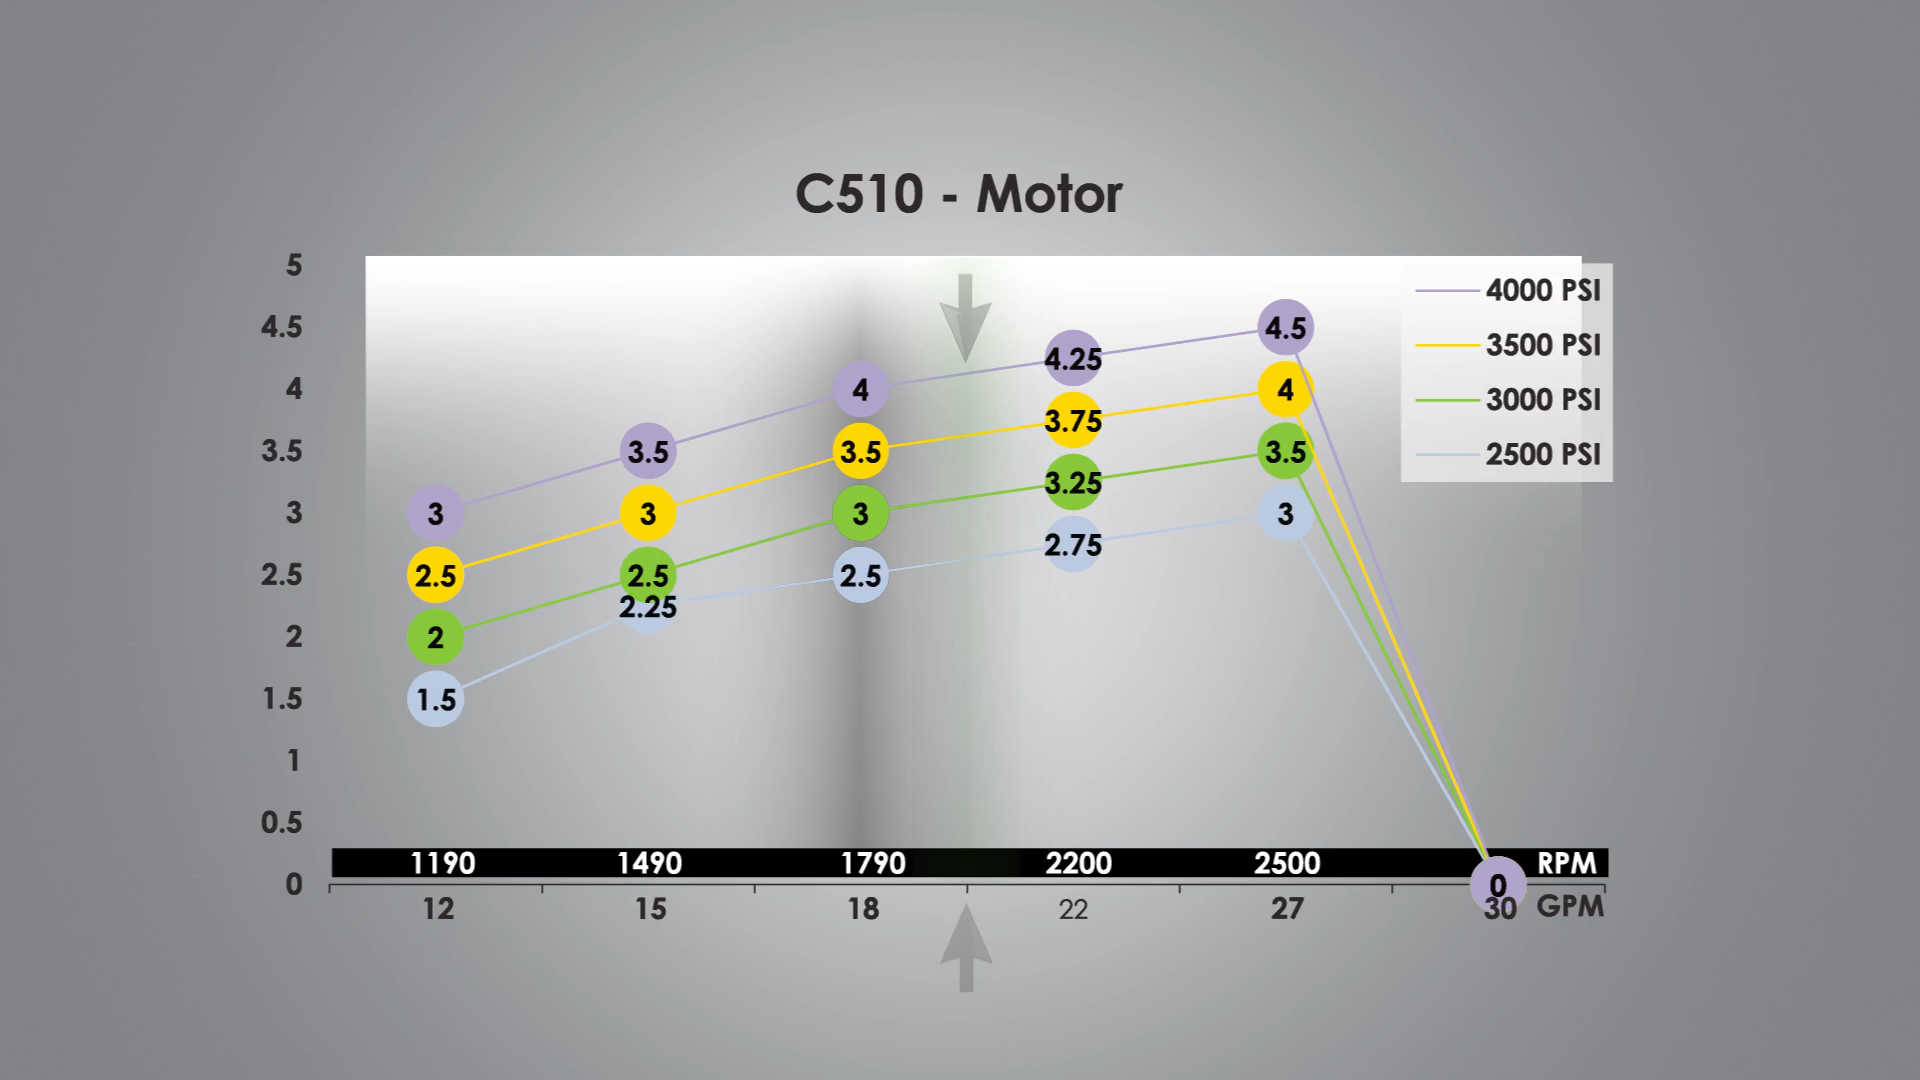 C510 - Motor
5
4.5
4
3.5
3
2.5
2
1.5
1
0.5
0
4000 PSI
3500 PSI
3000 PSI
2500 PSI
3 3.5 4 4.25 4.5
2.5 3 3.5 3.75 4
2 2.5 3 3.25 3.5
1.5 2.25 2.5 2.75 3
0
1190 1490 1790 2200 2500 RPM
12 15 18 22 27 30 GPM